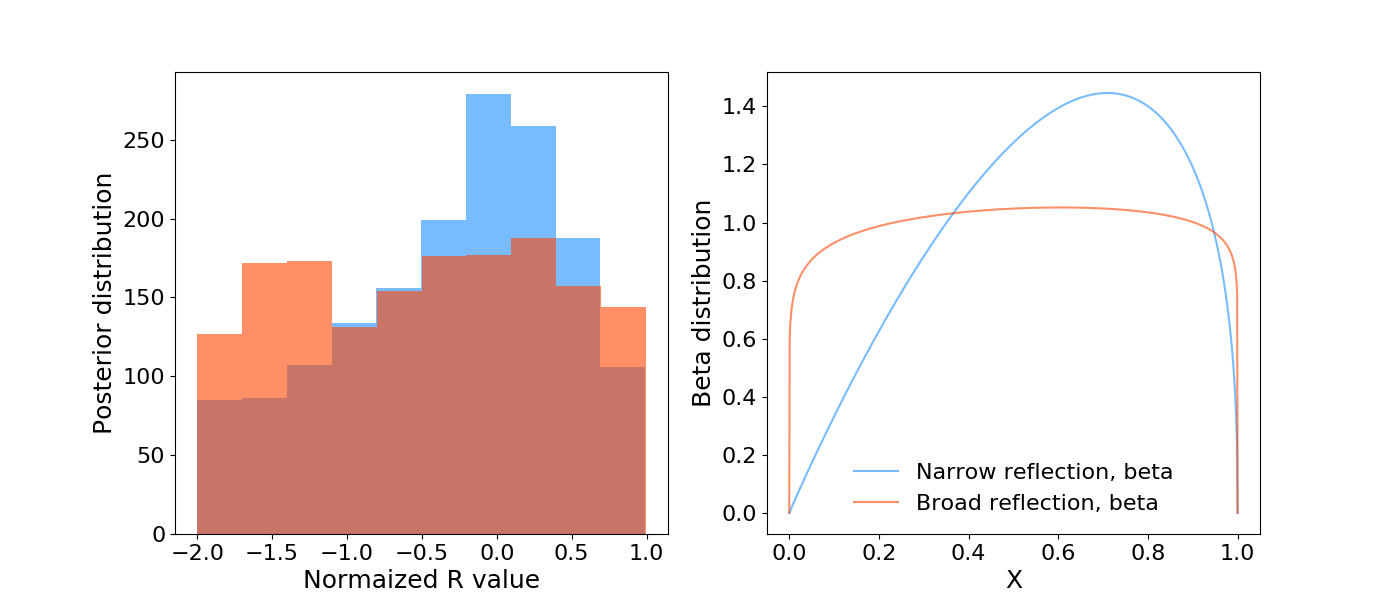 Posterior distribution
250
200
150
100
50
0
−2.0 −1.5 −1.0 −0.5 0.0 0.5 1.0
Normaized R value
Beta distribution
1.4
1.2
1.0
0.8
0.6
0.4
0.2
0.0
Narrow reflection, beta
Broad reflection, beta
0.0 0.2 0.4 0.6 0.8 1.0
X